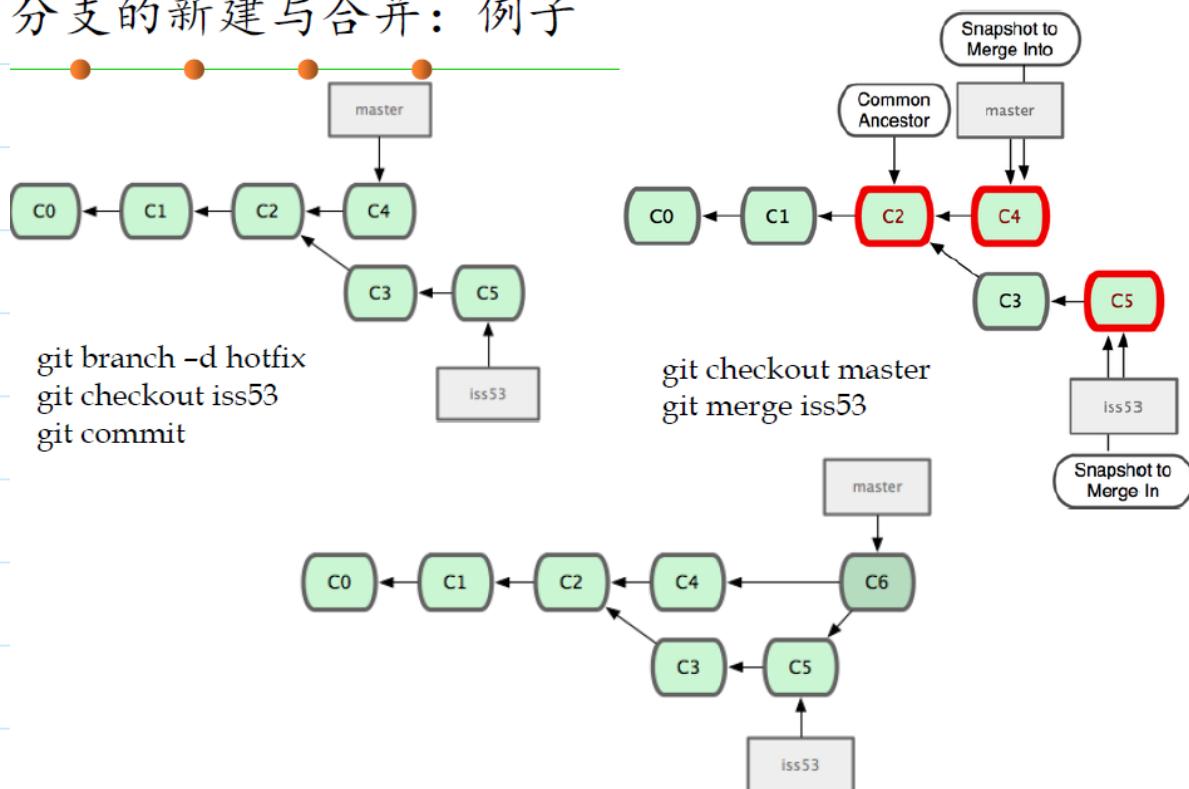 分支的新建与合并：例子
master
C0
C1
C2
C4
C3
C5
iss53
git branch –d hotfix
git checkout iss53
git commit
Snapshot to
Merge Into
Common
Ancestor
master
C0
C1
C2
C4
C3
C5
iss53
Snapshot to
Merge In
git checkout master
git merge iss53
master
C0
C1
C2
C4
C6
C3
C5
iss53